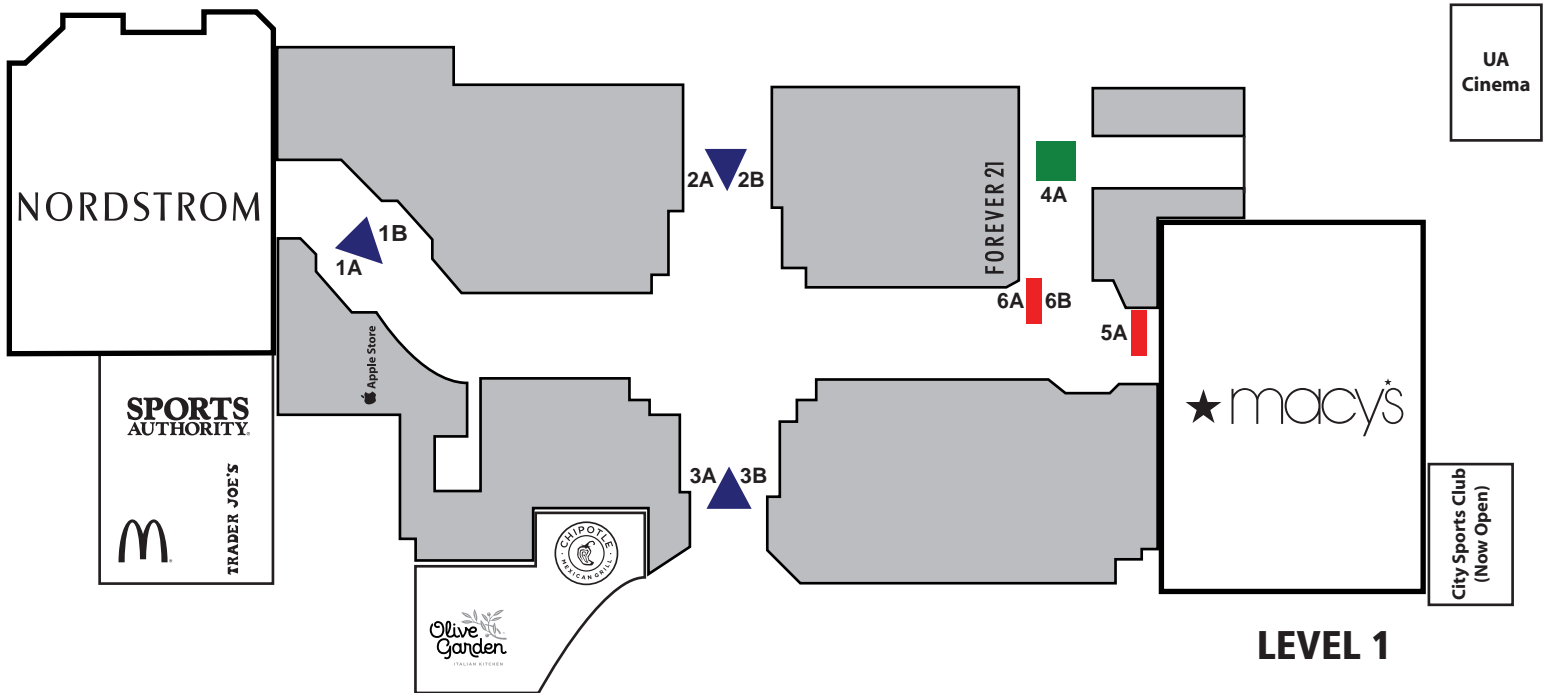 UA
Cinema
NORDSTROM
2A
2B
FOREVER 21
4A
1B
1A
6A
6B
5A
Apple Store
SPORTS
AUTHORITY.
macy's
TRADER JOE'S
3A
3B
CHIPOTLE
MEXICAN GRILL
City Sports Club
(Now Open)
Olive
Garden
ITALIAN KITCHEN
LEVEL 1